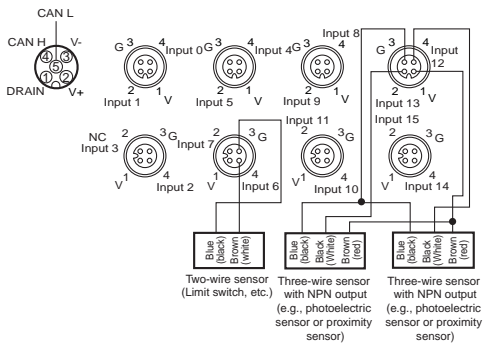 CAN L
CAN H
V-
4 3
5
1 2
DRAIN
V+
G 3 4 Input 0
2 1 V
Input 1
G 3 4 Input 4
2 1 V
Input 5
Input 8
G 3 4
2 1 V
Input 9
G 3 4 Input 12
2 1 V
Input 13
NC
Input 3
2 3 G
V 1 4
Input 2
Input 7
2 3 G
V 1 4
Input 6
Input 11
2 3 G
V 1 4
Input 10
Input 15
2 3 G
V 1 4
Input 14
Blue (black)
Brown (white)
Blue (black)
Black (White)
Brown (red)
Blue (black)
Black (White)
Brown (red)
Two-wire sensor
(Limit switch, etc.)
Three-wire sensor
with NPN output
(e.g., photoelectric
sensor or proximity
sensor)
Three-wire sensor
with NPN output
(e.g., photoelectric
sensor or proximity
sensor)